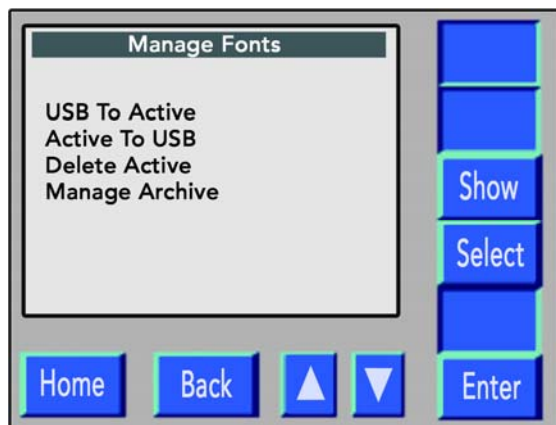 Manage Fonts
USB To Active
Active To USB
Delete Active
Manage Archive
Show
Select
Home
Back
Enter